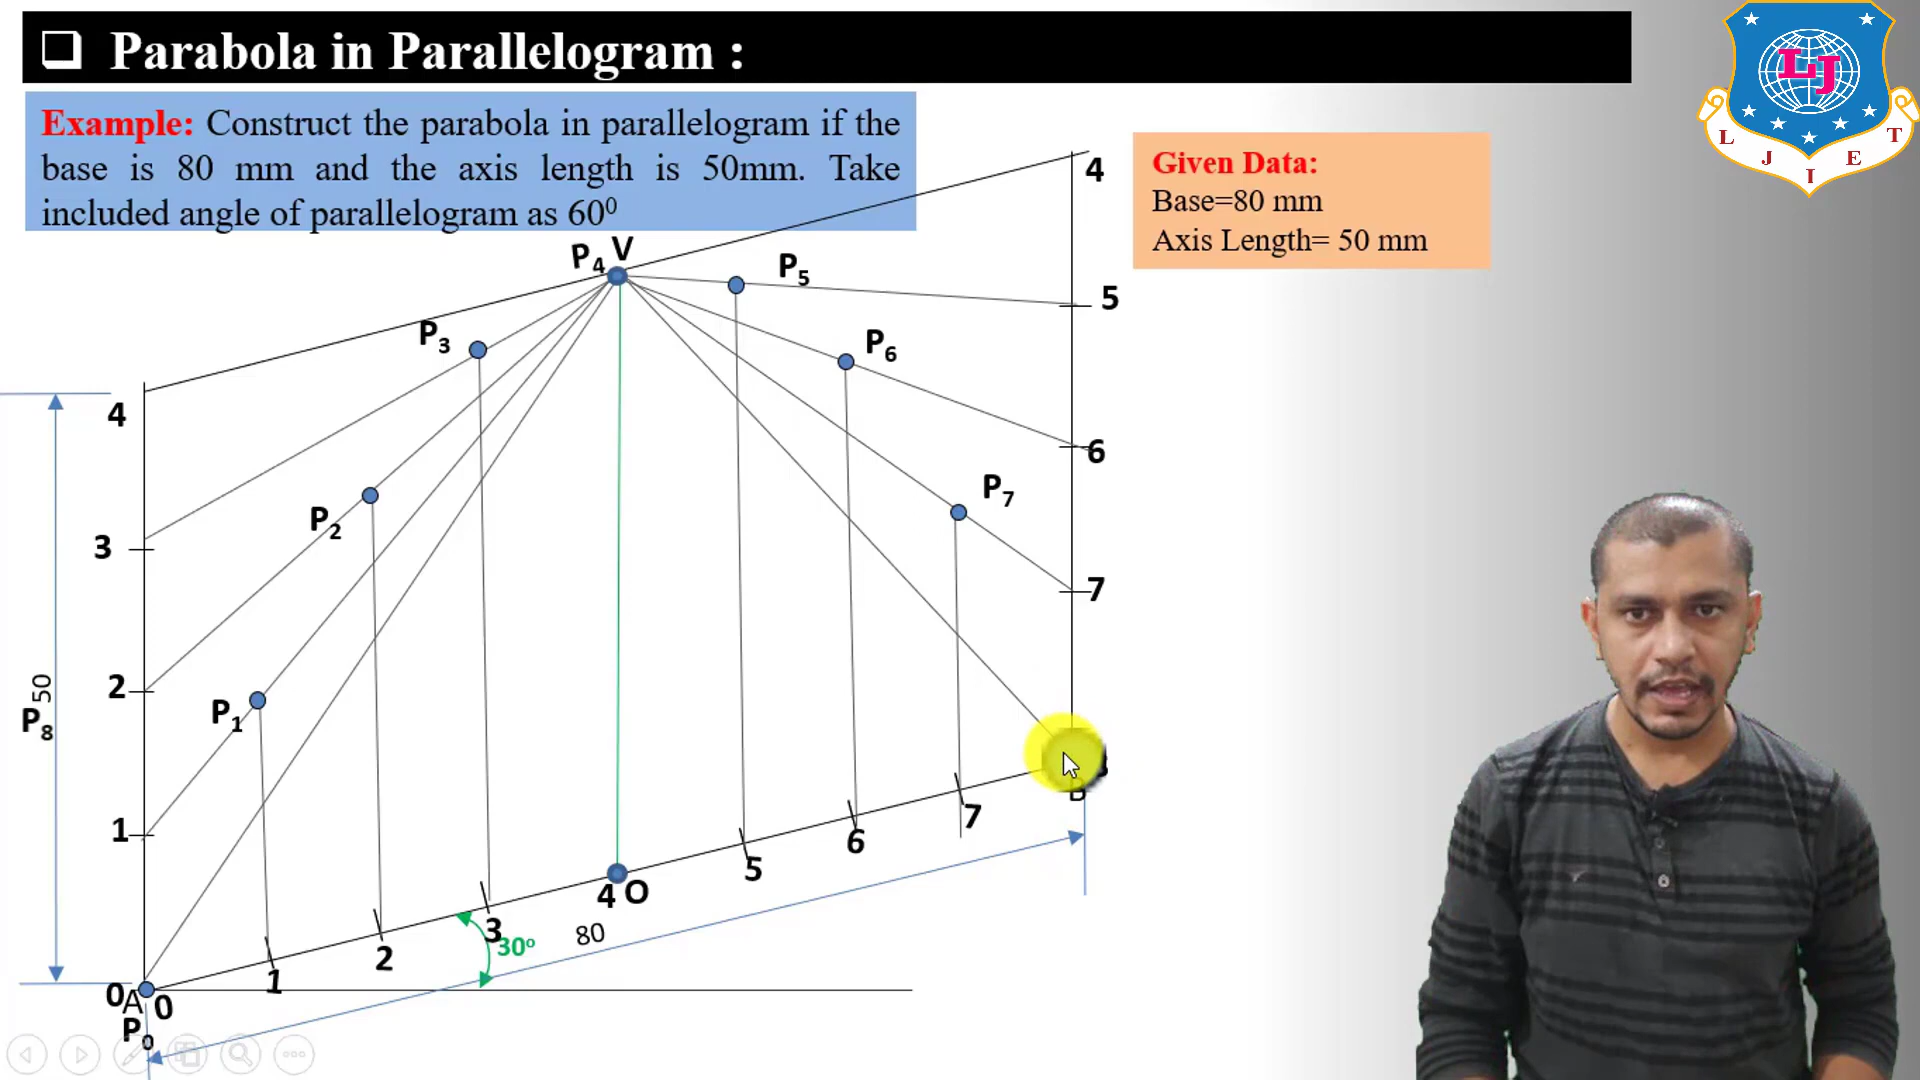 ❑ Parabola in Parallelogram :
Example: Construct the parabola in parallelogram if the
base is 80 mm and the axis length is 50mm. Take
included angle of parallelogram as 60⁰
Given Data:
Base=80 mm
Axis Length= 50 mm
LJ
L J I E T
4
P4 V
P5
5
P3
P6
4
6
P2
P7
3
7
2
50
P1
P8
1
B
7
6
5
4 O
3
80
30o
2
1
0
A
0
P0